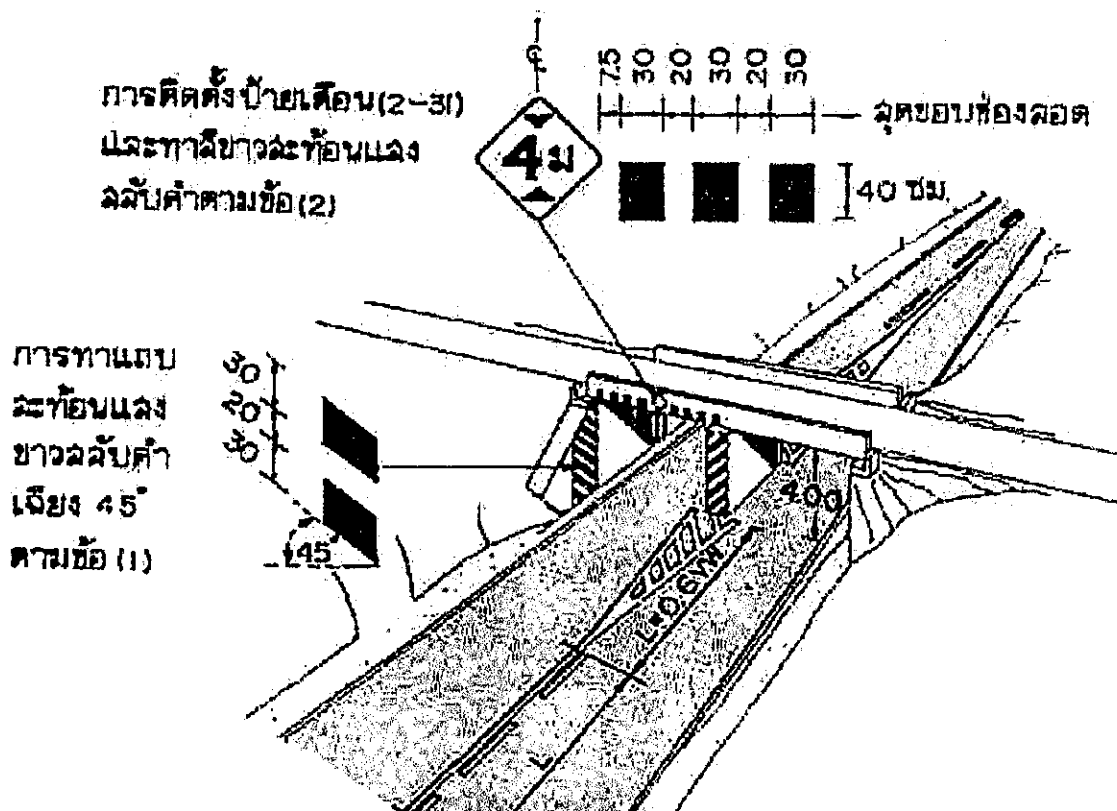 การติดตั้งป้ายเตือน(2-31)
และทาสีขาวสะท้อนแสง
สลับดำตามข้อ(2)
4ม
7.5 30 20 30 20 30
สุดขอบช่องลอด
40 ซม.
การทาแถบ
สะท้อนแสง
ขาวสลับดำ
เฉียง 45°
ตามข้อ (1)
30
20
30
45°
L=0.6VW
L